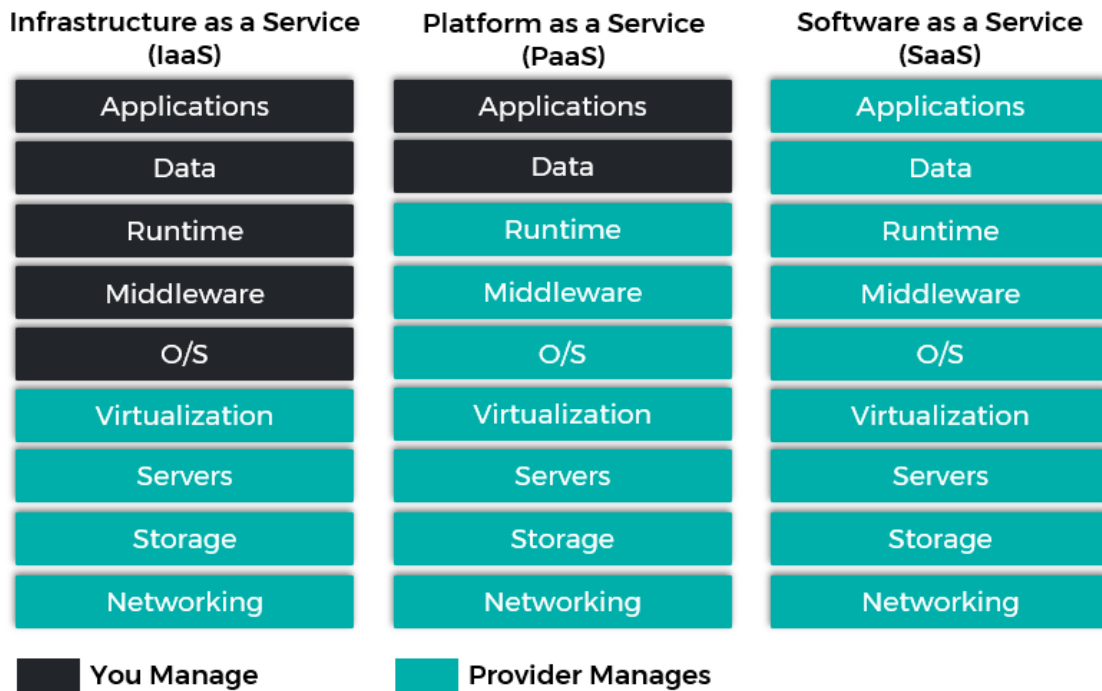 Infrastructure as a Service
(IaaS)
Applications
Data
Runtime
Middleware
O/S
Virtualization
Servers
Storage
Networking
Platform as a Service
(PaaS)
Applications
Data
Runtime
Middleware
O/S
Virtualization
Servers
Storage
Networking
Software as a Service
(SaaS)
Applications
Data
Runtime
Middleware
O/S
Virtualization
Servers
Storage
Networking
You Manage
Provider Manages